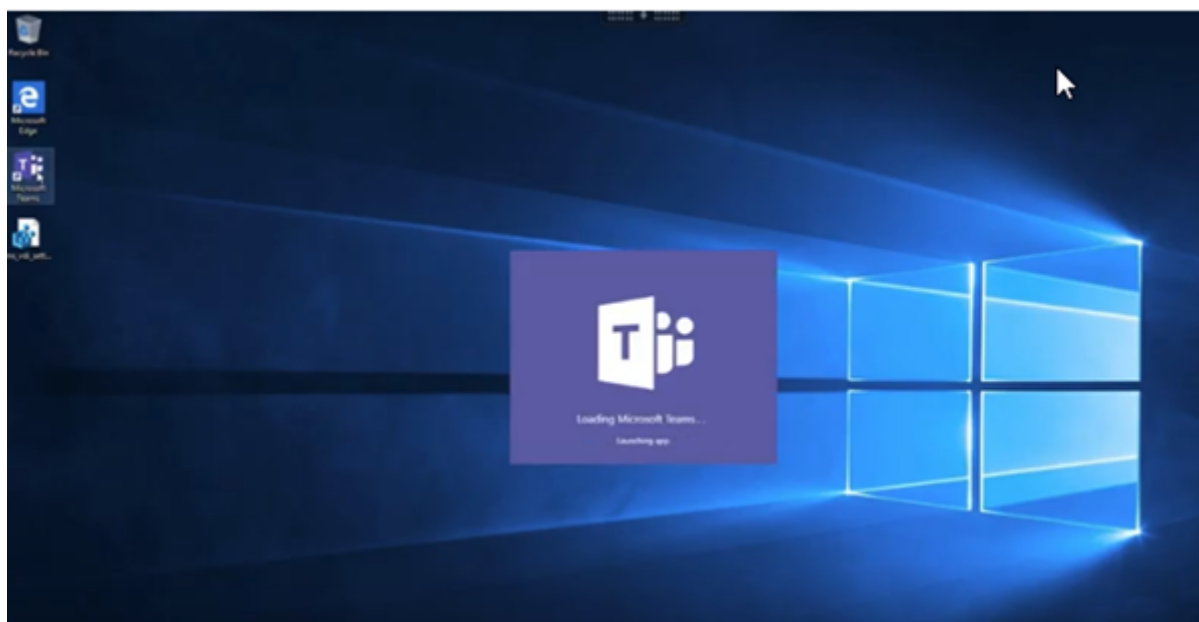 Recycle Bin
Microsoft
Edge
Microsoft
Teams
T
Loading Microsoft Teams...
Launching app